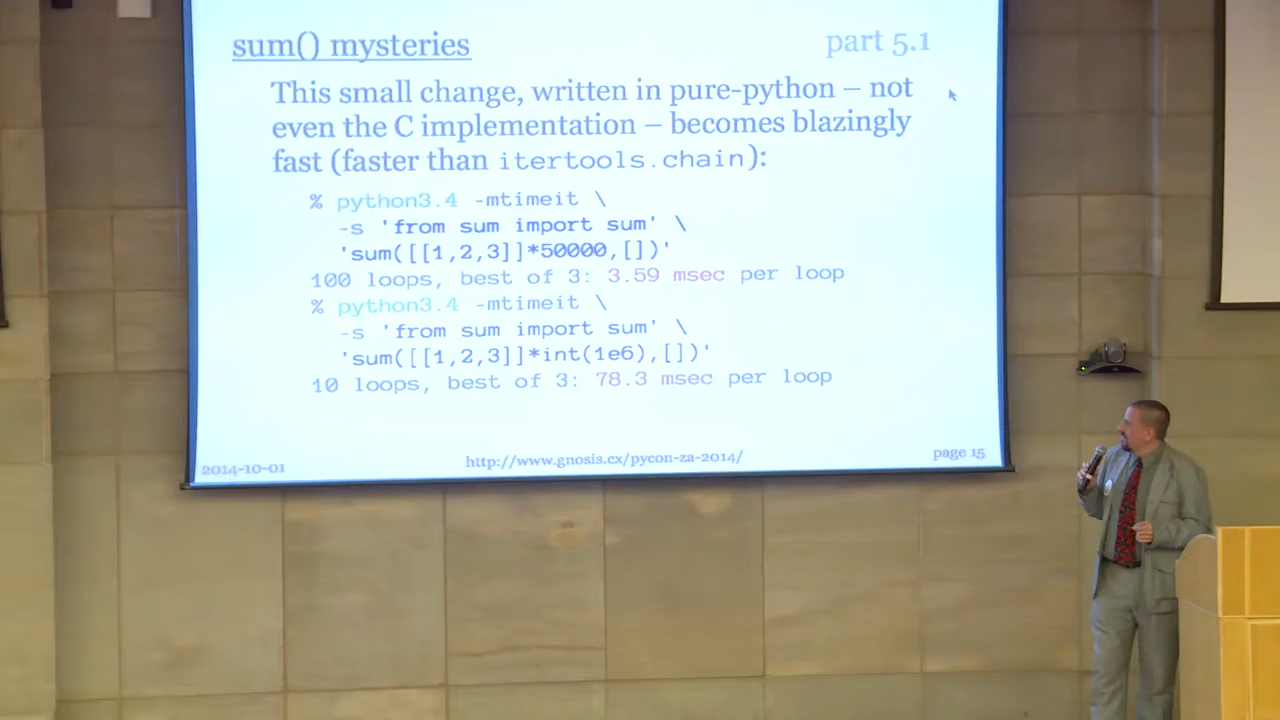 sum() mysteries
part 5.1
This small change, written in pure-python – not
even the C implementation – becomes blazingly
fast (faster than itertools.chain):
% python3.4 -mtimeit \
-s 'from sum import sum' \
'sum([[1,2,3]]*50000,[])'
100 loops, best of 3: 3.59 msec per loop
% python3.4 -mtimeit \
-s 'from sum import sum' \
'sum([[1,2,3]]*int(1e6),[])'
10 loops, best of 3: 78.3 msec per loop
2014-10-01
http://www.gnosis.cx/pycon-za-2014/
page 15